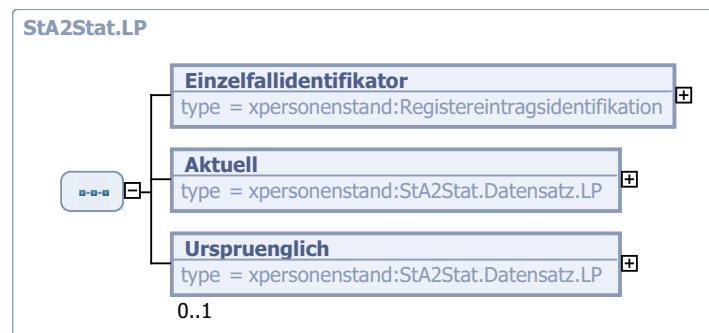 StA2Stat.LP
Einzelfallidentifikator
type = xpersonenstand:Registereintragsidentifikation
Aktuell
type = xpersonenstand:StA2Stat.Datensatz.LP
Urspruenglich
type = xpersonenstand:StA2Stat.Datensatz.LP
0..1